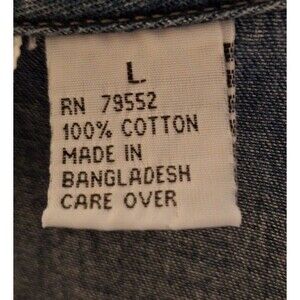 L
RN 79552
100% COTTON
MADE IN
BANGLADESH
CARE OVER